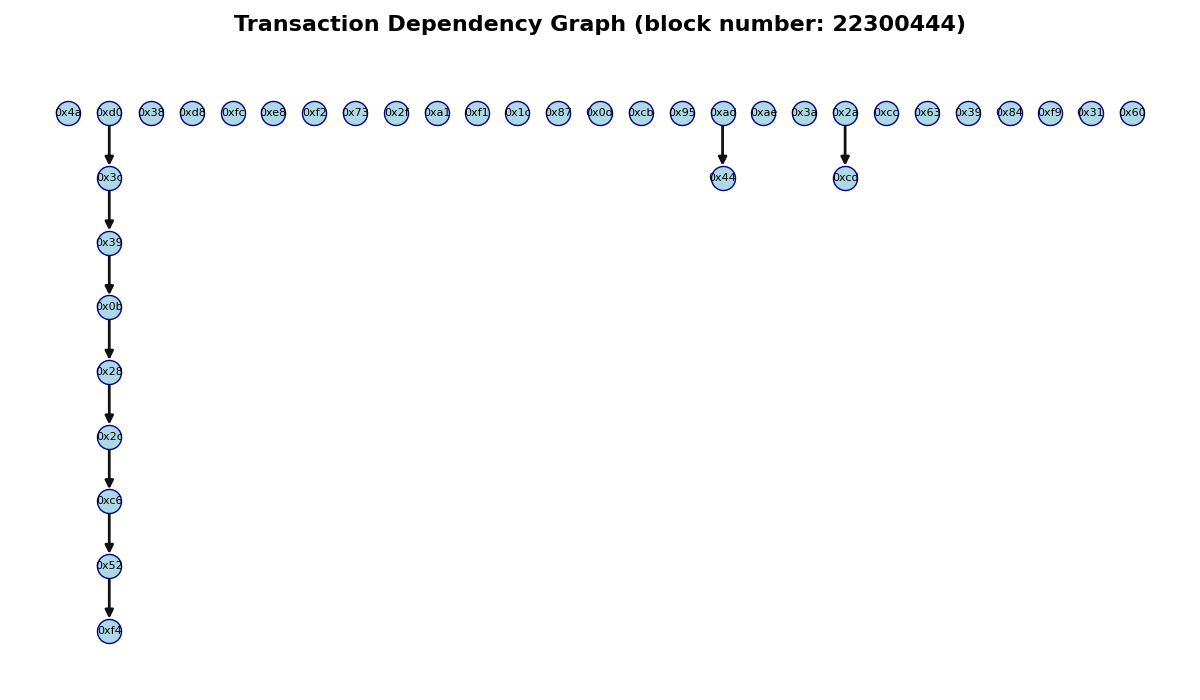 Transaction Dependency Graph (block number: 22300444)
0x4a 0xd0 0x38 0xd8 0xfc 0xe8 0xf2 0x73 0x2f 0xa1 0xf1 0x1c 0x87 0x0d 0xcb 0x95 0xad 0xae 0x3a 0x2a 0xcc 0x63 0x39 0x84 0xf9 0x31 0x60
0x3c 0x44 0xcd
0x39
0x0b
0x28
0x2c
0xc6
0x52
0xf4